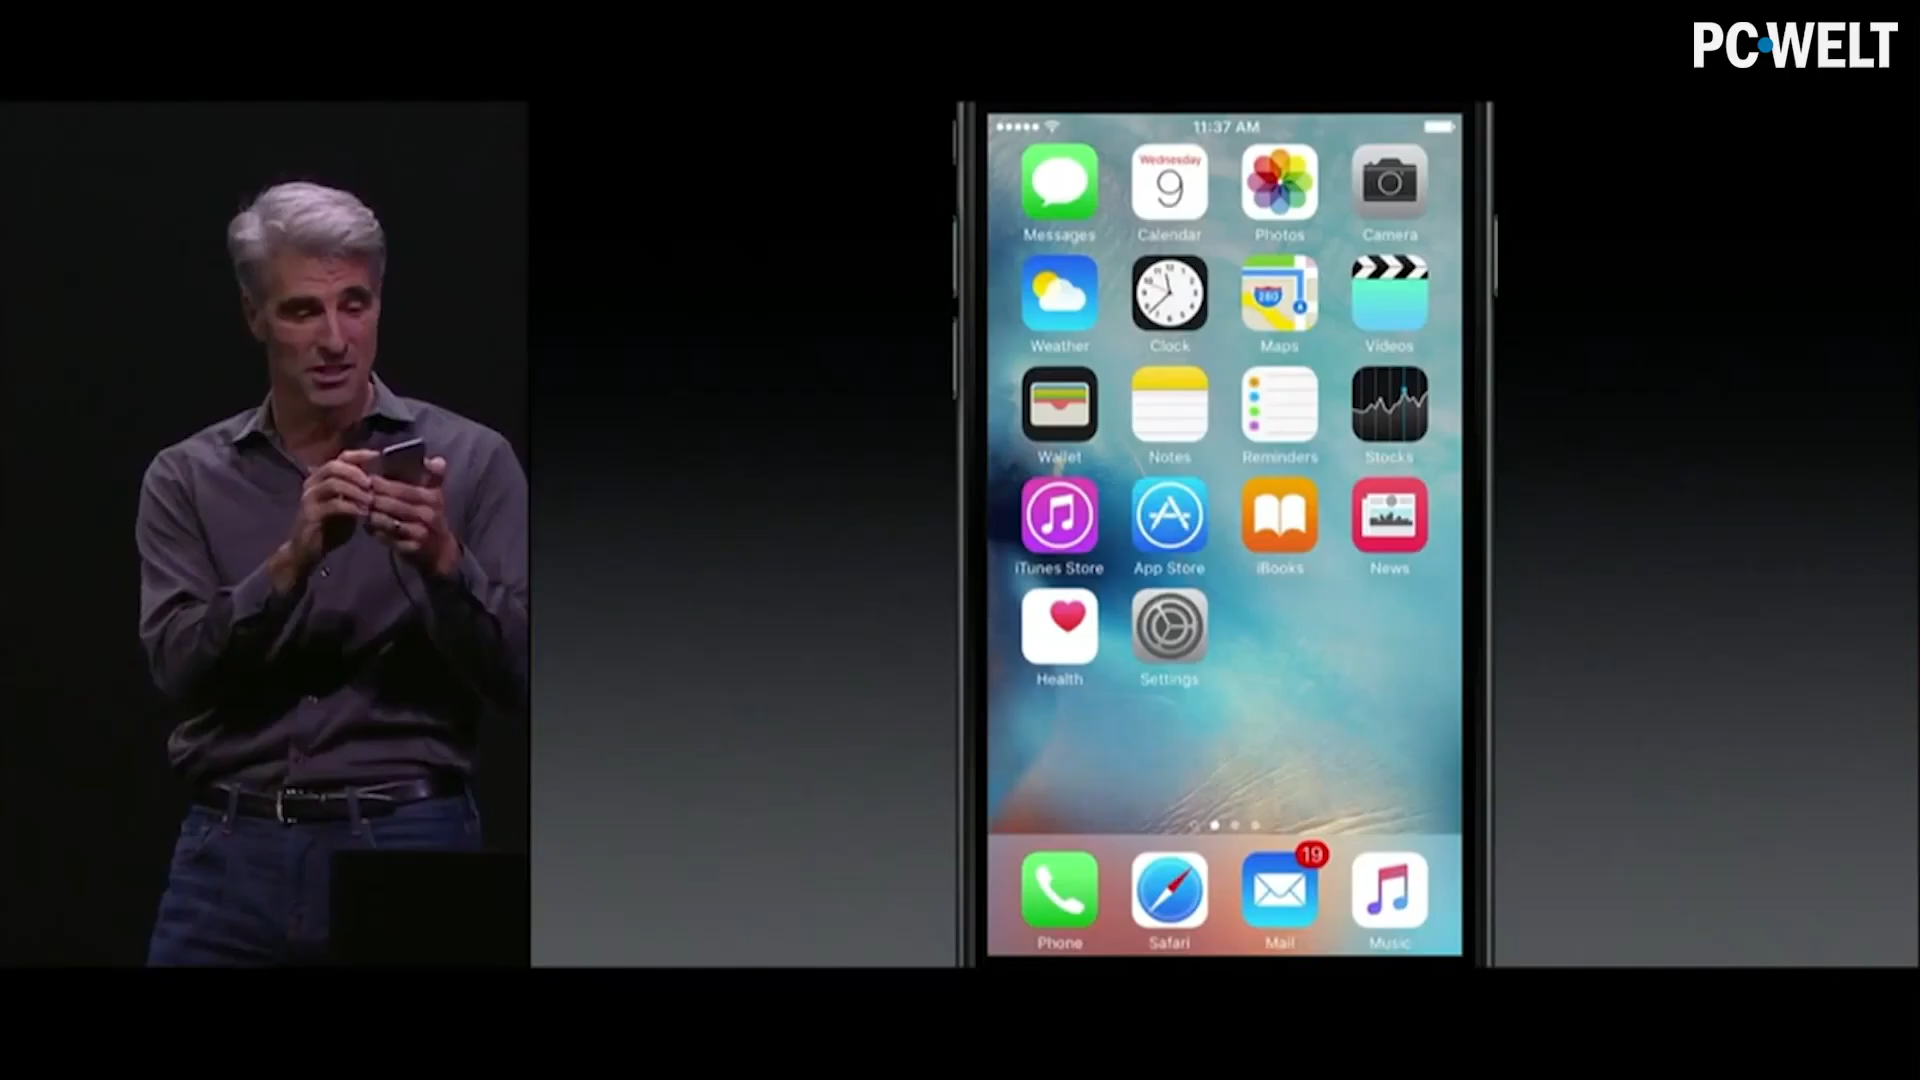 PC WELT
11:37 AM
Wednesday
9
Messages Calendar Photos Camera
280
Weather Clock Maps Videos
Wallet Notes Reminders Stocks
iTunes Store App Store iBooks News
Health Settings
19
Phone Safari Mail Music